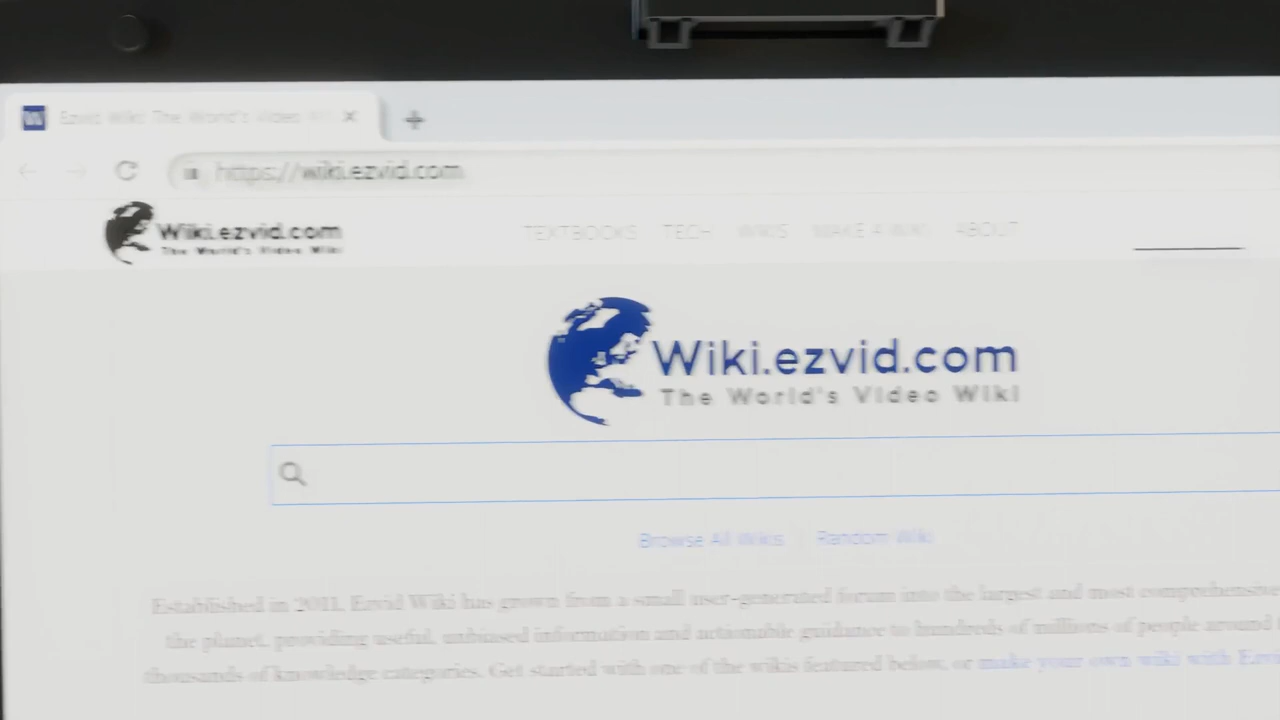 W Ezvid Wiki: The World's Video Wi
https://wiki.ezvid.com
Wiki.ezvid.com
The World's Video Wiki
TEXTBOOKS TECH WIKIS MAKE A WIKI ABOUT
Wiki.ezvid.com
The World's Video Wiki
Browse All Wikis Random Wiki
Established in 2011, Ezvid Wiki has grown from a small user-generated forum into the largest and most comprehensive
the planet, providing useful, unbiased information and actionable guidance to hundreds of millions of people around
thousands of knowledge categories. Get started with one of the wikis featured below, or make your own wiki with Ezvi